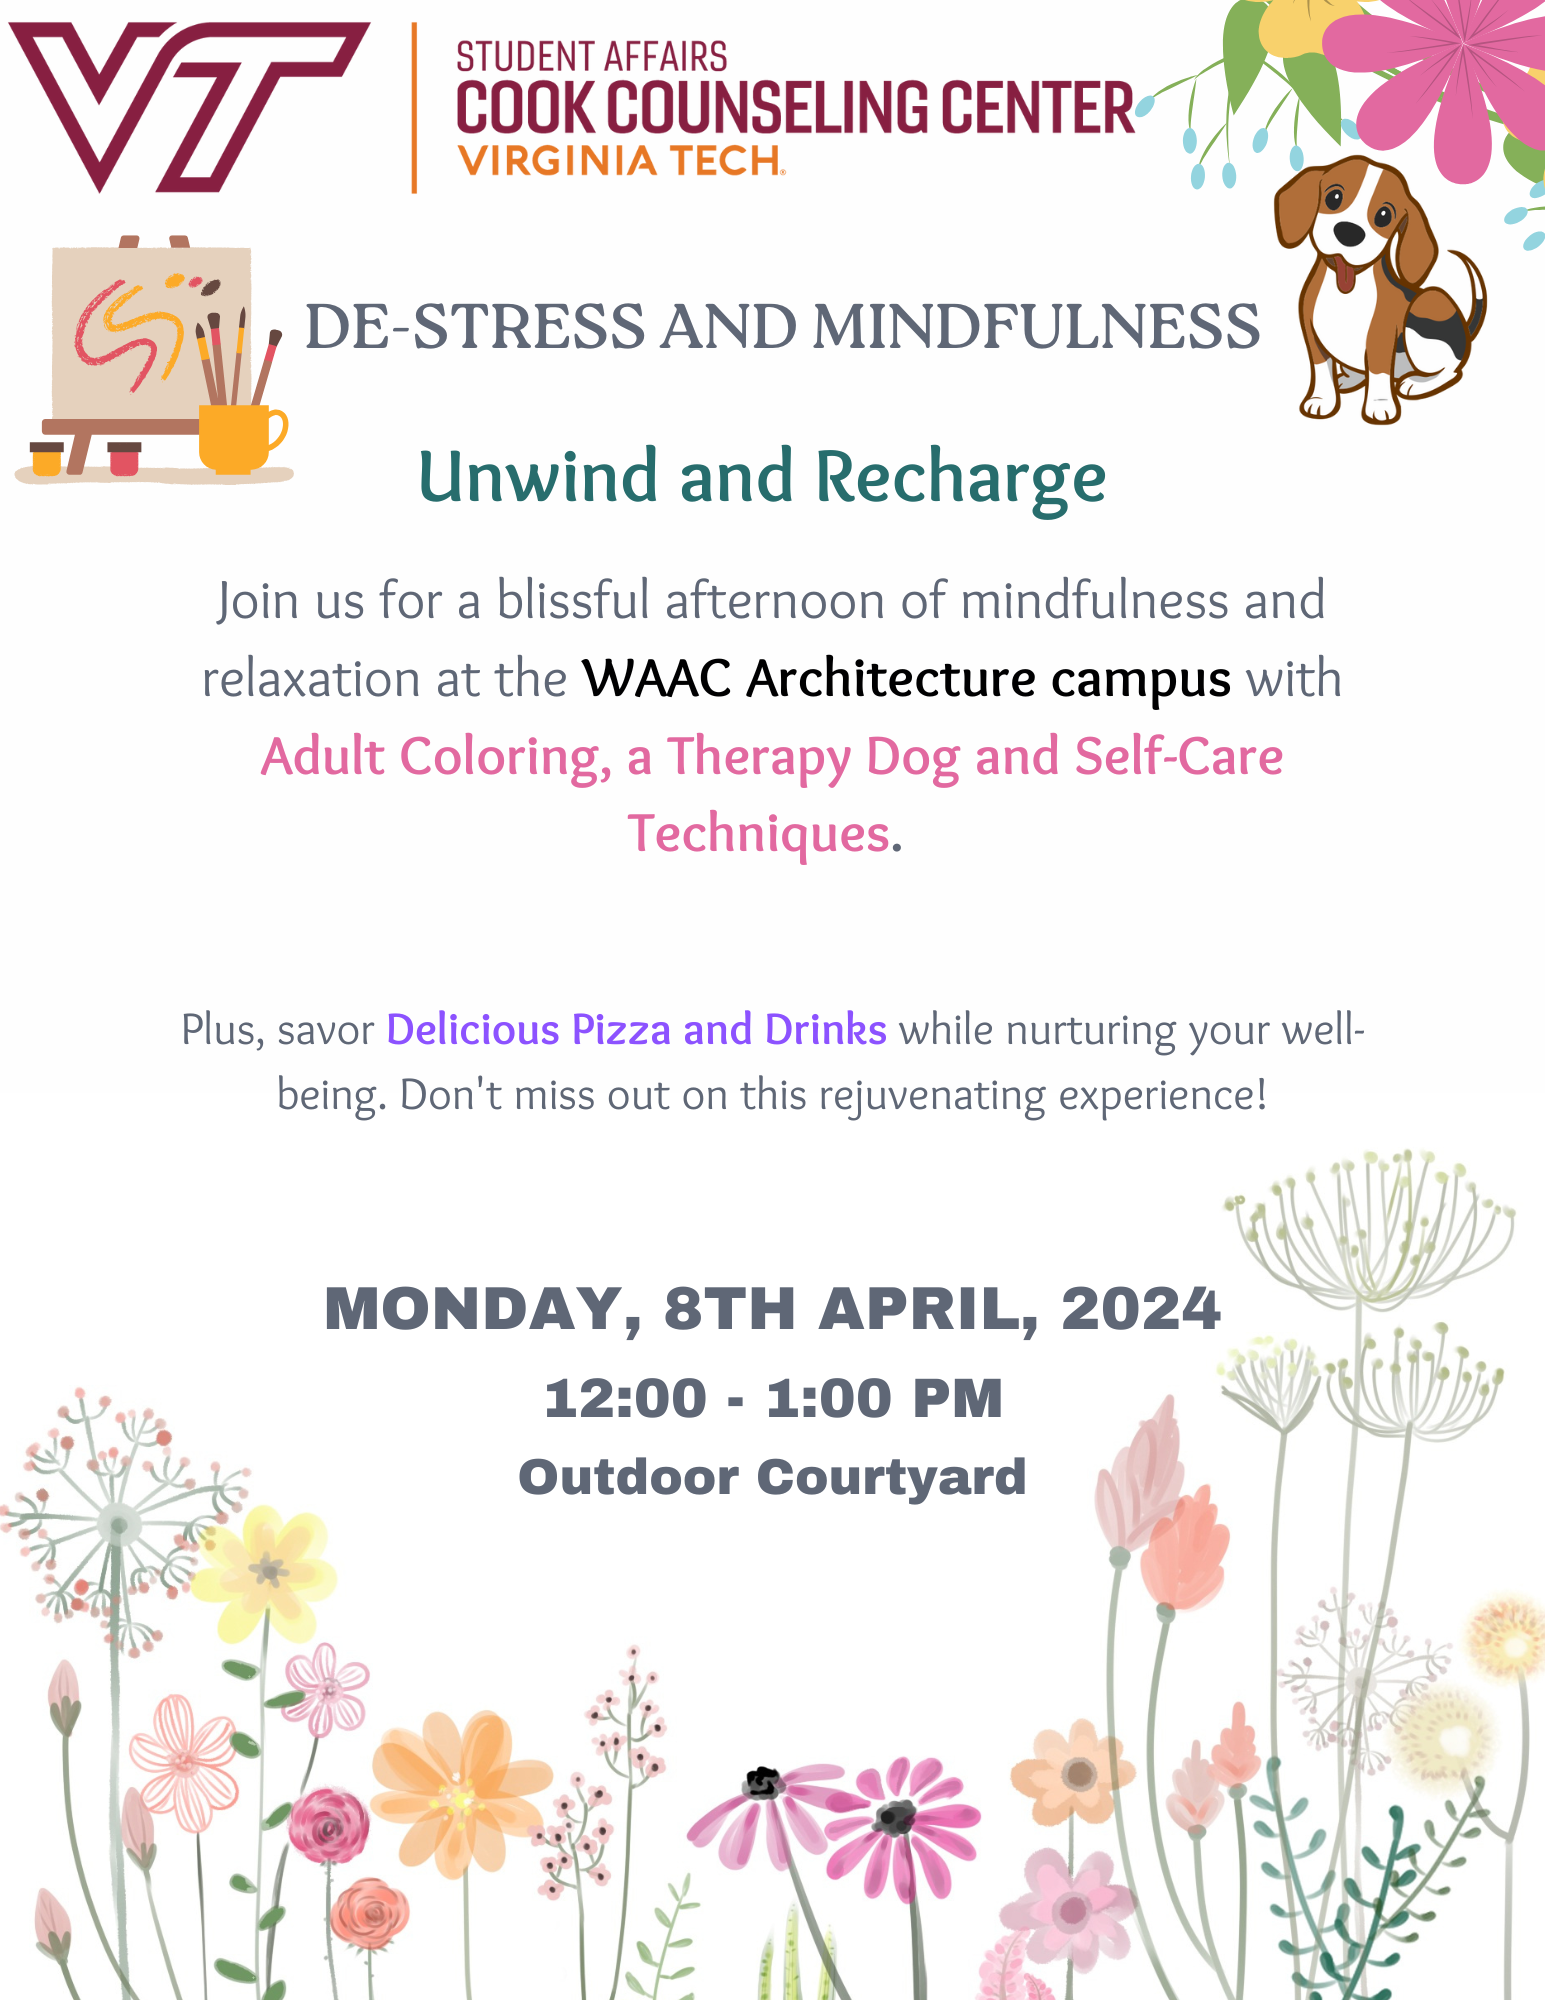 VT
STUDENT AFFAIRS
COOK COUNSELING CENTER
VIRGINIA TECH®
DE-STRESS AND MINDFULNESS
Unwind and Recharge
Join us for a blissful afternoon of mindfulness and
relaxation at the WAAC Architecture campus with
Adult Coloring, a Therapy Dog and Self-Care
Techniques.
Plus, savor Delicious Pizza and Drinks while nurturing your well-
being. Don't miss out on this rejuvenating experience!
MONDAY, 8TH APRIL, 2024
12:00 - 1:00 PM
Outdoor Courtyard